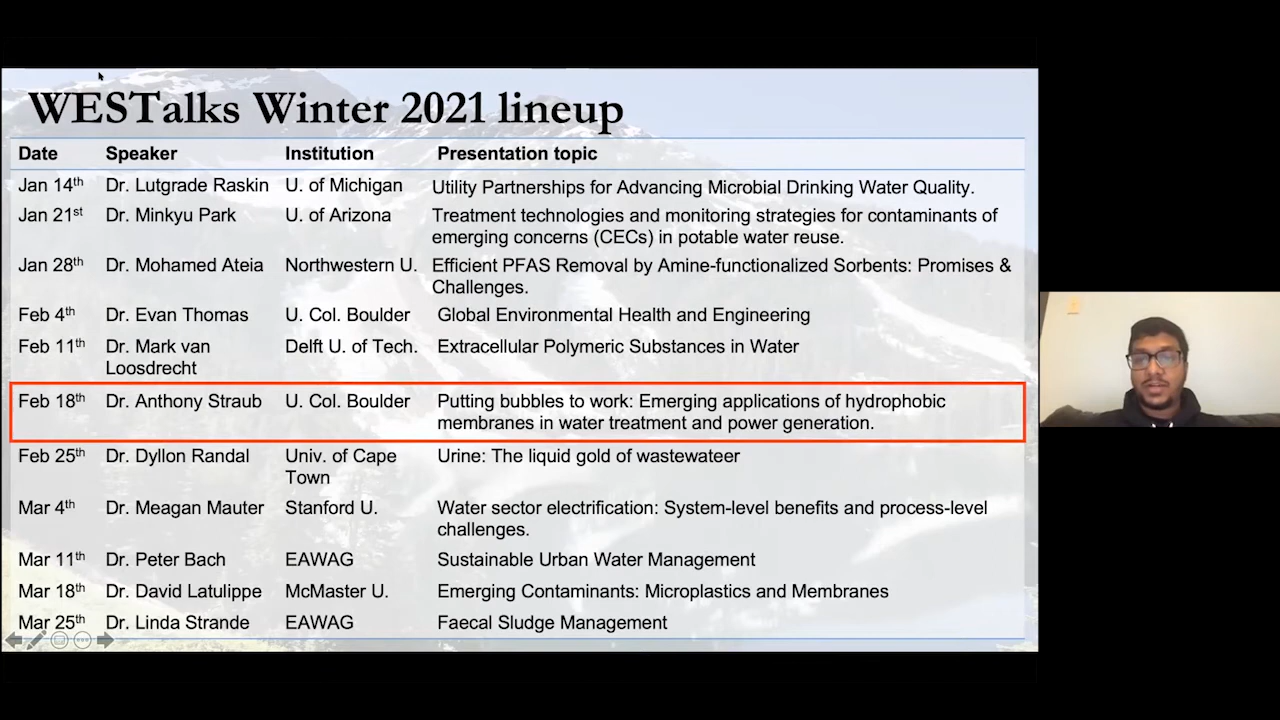 WESTalks Winter 2021 lineup
Date Speaker Institution Presentation topic
Jan 14th Dr. Lutgrade Raskin U. of Michigan Utility Partnerships for Advancing Microbial Drinking Water Quality.
Jan 21st Dr. Minkyu Park U. of Arizona Treatment technologies and monitoring strategies for contaminants of
emerging concerns (CECs) in potable water reuse.
Jan 28th Dr. Mohamed Ateia Northwestern U. Efficient PFAS Removal by Amine-functionalized Sorbents: Promises &
Challenges.
Feb 4th Dr. Evan Thomas U. Col. Boulder Global Environmental Health and Engineering
Feb 11th Dr. Mark van Delft U. of Tech. Extracellular Polymeric Substances in Water
Loosdrecht
Feb 18th Dr. Anthony Straub U. Col. Boulder Putting bubbles to work: Emerging applications of hydrophobic
membranes in water treatment and power generation.
Feb 25th Dr. Dyllon Randal Univ. of Cape Urine: The liquid gold of wastewateer
Town
Mar 4th Dr. Meagan Mauter Stanford U. Water sector electrification: System-level benefits and process-level
challenges.
Mar 11th Dr. Peter Bach EAWAG Sustainable Urban Water Management
Mar 18th Dr. David Latulippe McMaster U. Emerging Contaminants: Microplastics and Membranes
Mar 25th Dr. Linda Strande EAWAG Faecal Sludge Management